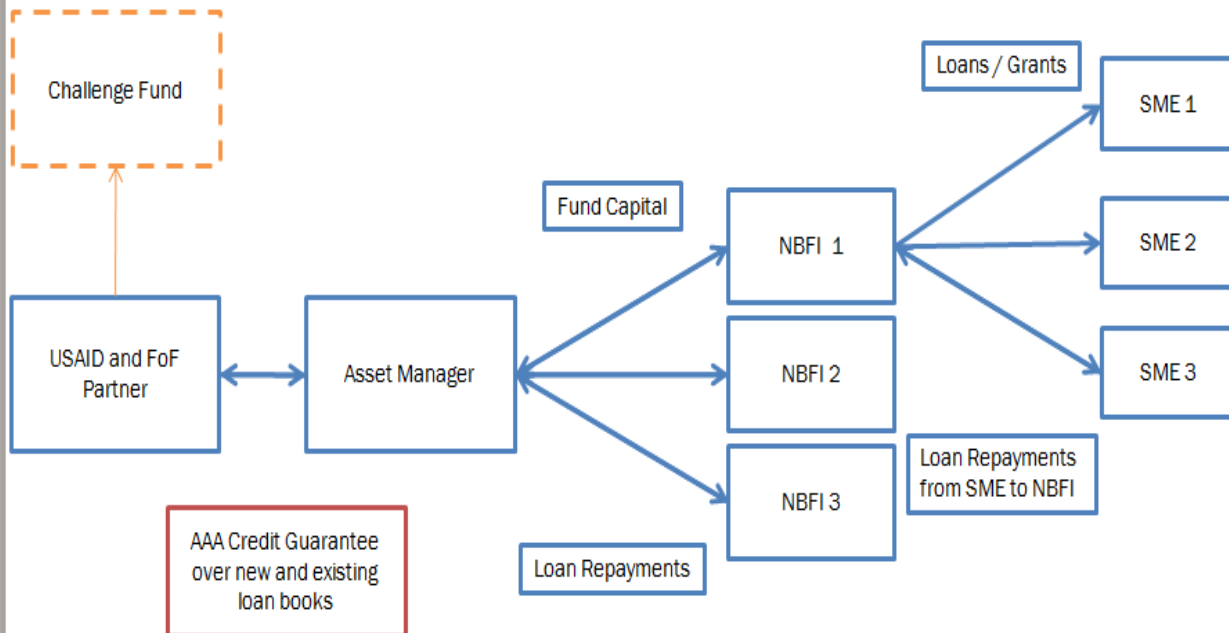 Challenge Fund
Loans / Grants
SME 1
Fund Capital
NBFI 1
SME 2
USAID and FoF
Partner
Asset Manager
NBFI 2
SME 3
Loan Repayments
from SME to NBFI
NBFI 3
AAA Credit Guarantee
over new and existing
loan books
Loan Repayments